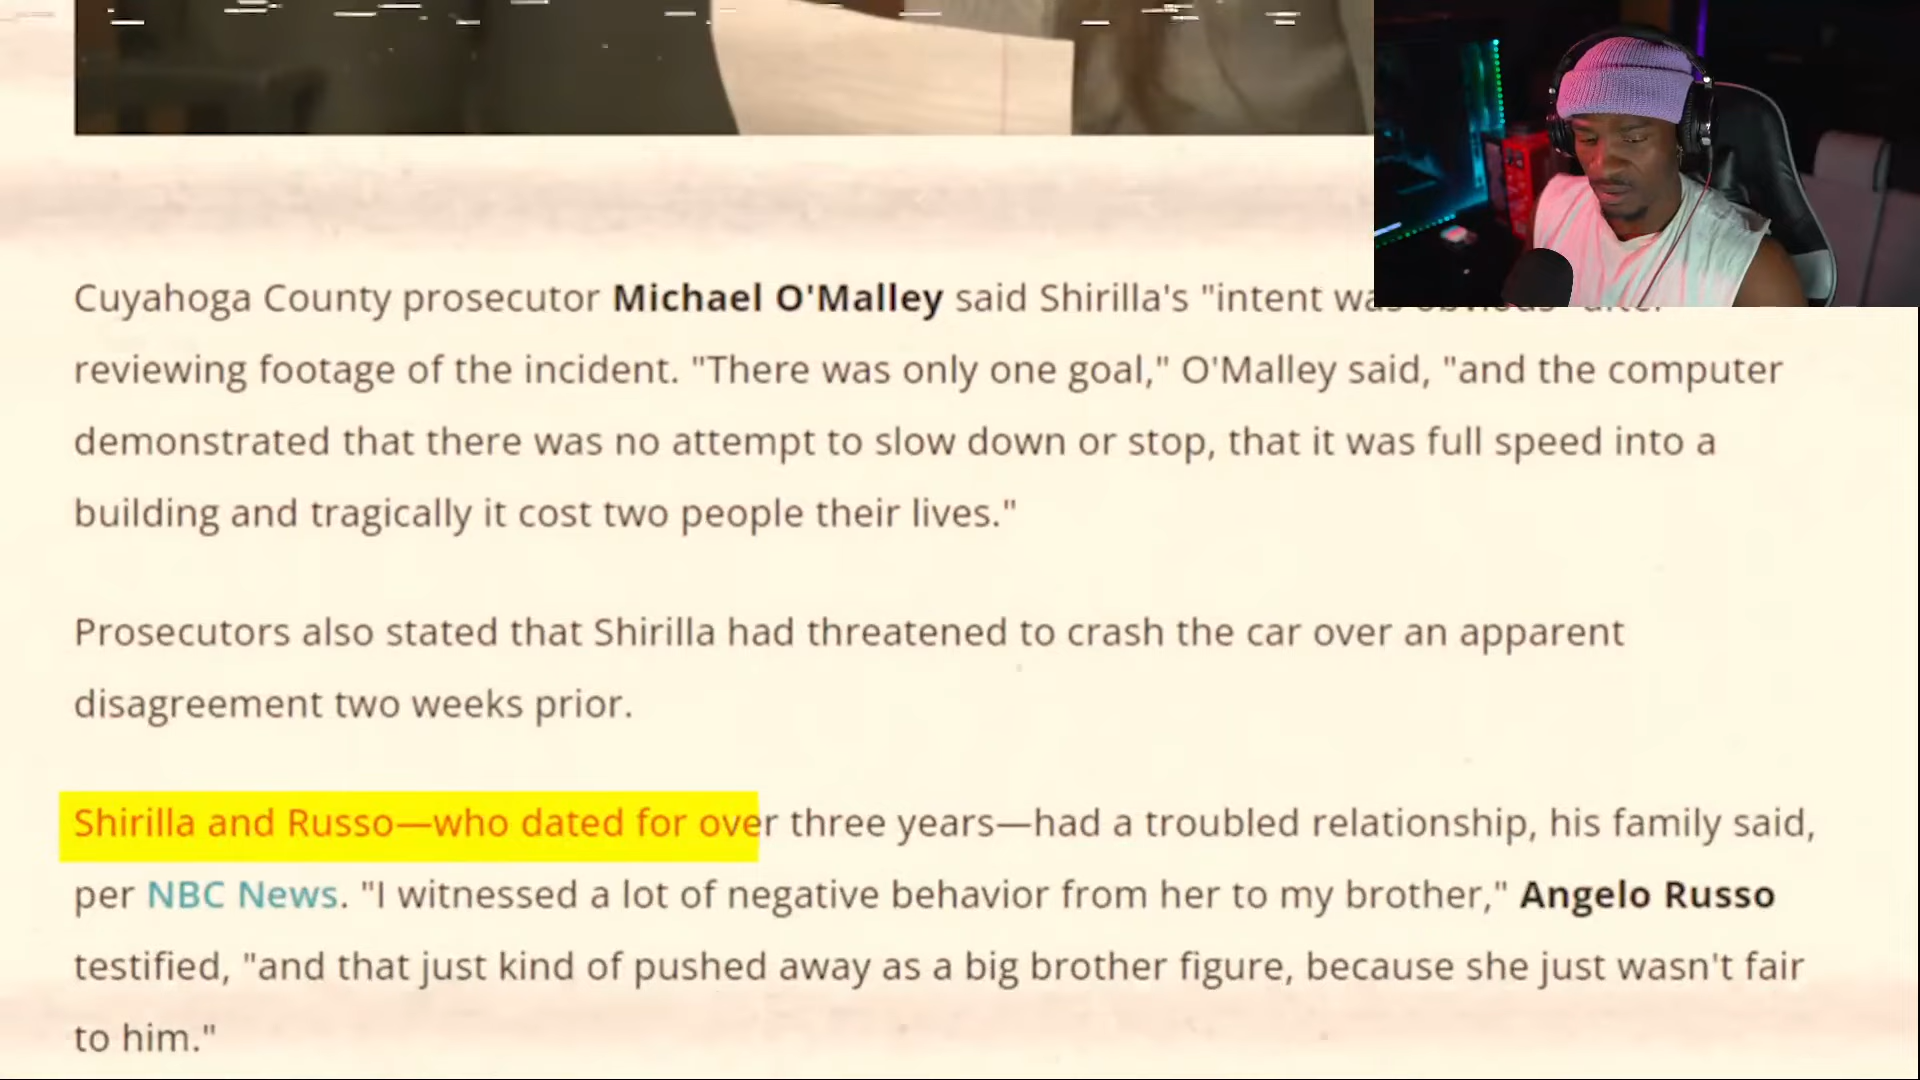 Cuyahoga County prosecutor Michael O'Malley said Shirilla's "intent was obvious" after
reviewing footage of the incident. "There was only one goal," O'Malley said, "and the computer
demonstrated that there was no attempt to slow down or stop, that it was full speed into a
building and tragically it cost two people their lives."
Prosecutors also stated that Shirilla had threatened to crash the car over an apparent
disagreement two weeks prior.
Shirilla and Russo—who dated for over three years—had a troubled relationship, his family said,
per NBC News. "I witnessed a lot of negative behavior from her to my brother," Angelo Russo
testified, "and that just kind of pushed away as a big brother figure, because she just wasn't fair
to him."